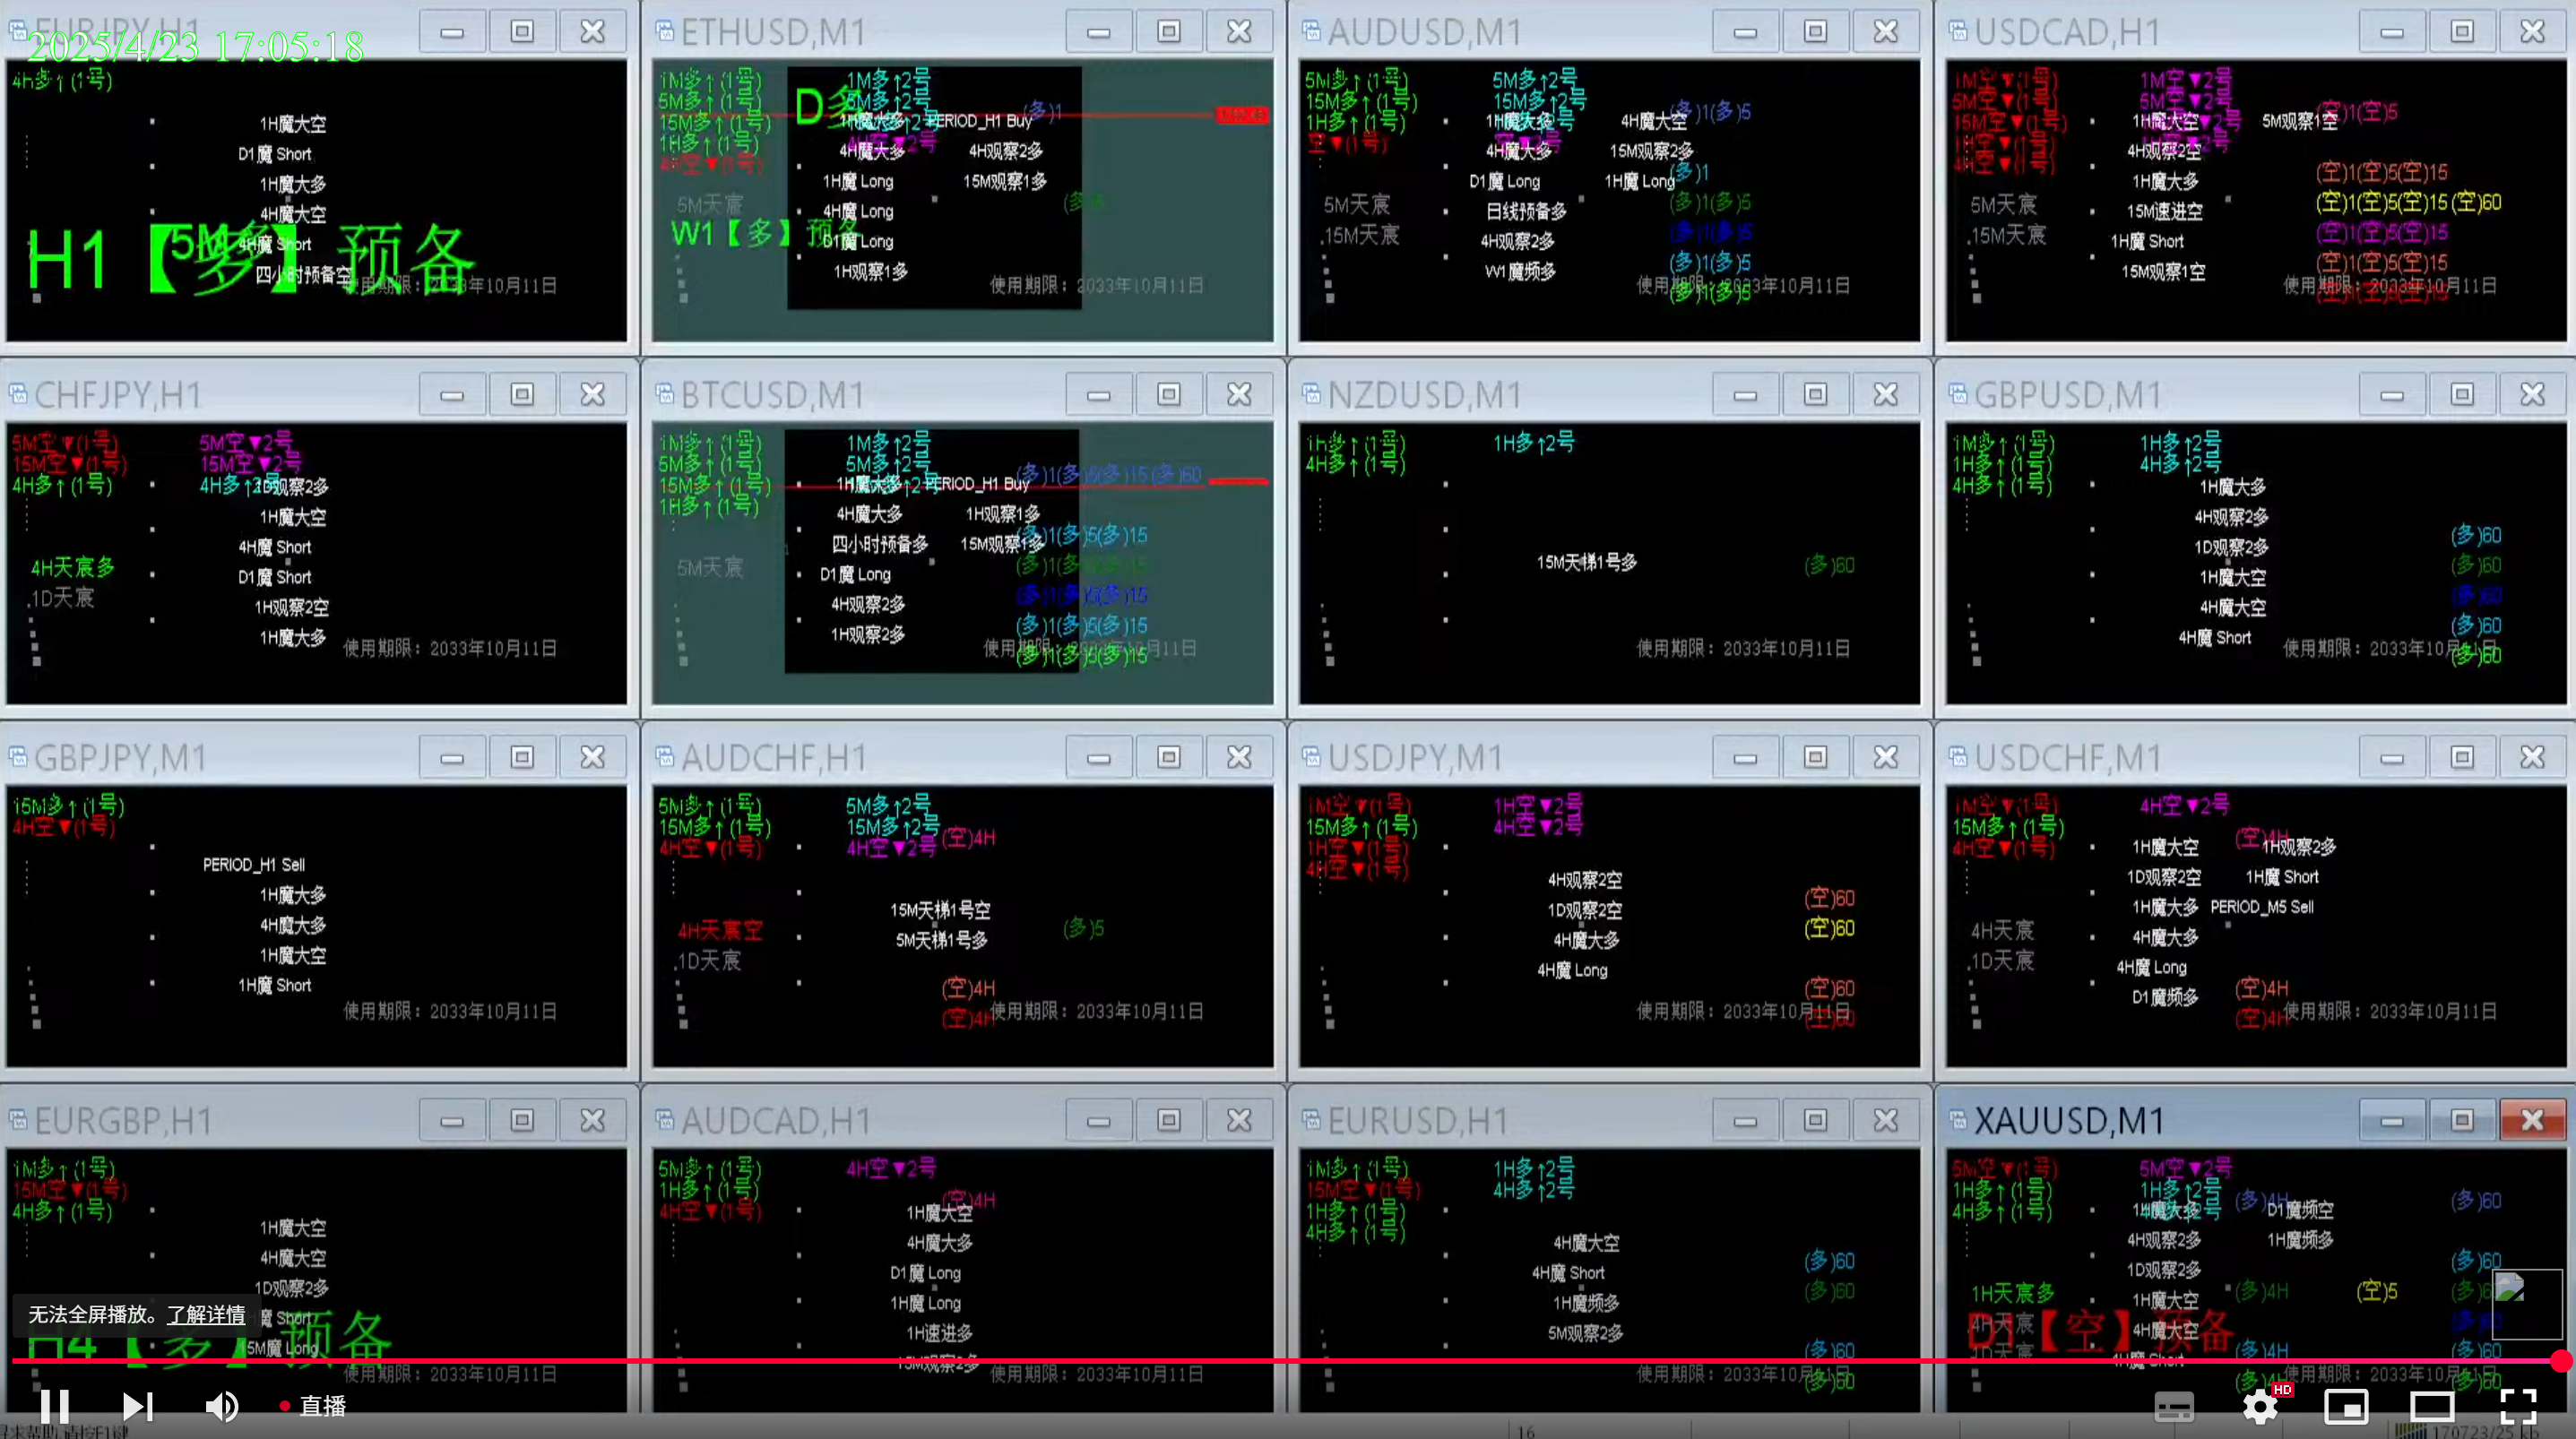 EURJPY,H1
2025/4/23 17:05:18
4H多↑(1号)
1H魔大空
D1魔 Short
1H魔大多
4H魔大空
4H魔 Short
四小时预备空
H1【多】预备
使用期限：2033年10月11日
ETHUSD,M1
1M多↑(1号)
5M多↑(1号)
15M多↑(1号)
1H多↑(1号)
4H空▼(1号)
1M多↑2号
5M多↑2号
D多
(多)1
1H魔大多
PERIOD_H1 Buy
4H魔大多
4H观察2多
1H魔 Long
15M观察1多
5M天宸
4H魔 Long
W1【多】预备
D1魔 Long
1H观察1多
使用期限：2033年10月11日
AUDUSD,M1
5M多↑(1号)
15M多↑(1号)
1H多↑(1号)
空▼(1号)
5M多↑2号
15M多↑2号
(多)1(多)5
1H魔大多
4H魔大空
4H魔大多
15M观察2多
(多)1
D1魔 Long
1H魔 Long
5M天宸
日线预备多
(多)1(多)5
15M天宸
4H观察2多
(多)1(多)5
W1魔频多
(多)1(多)5
使用期限：2033年10月11日
(多)1(多)5
USDCAD,H1
1M空▼(1号)
5M空▼(1号)
15M空▼(1号)
1H空▼(1号)
4H空▼(1号)
1M空▼2号
5M空▼2号
(空)1(空)5
1H魔大空
5M观察1空
4H观察2空
1H魔大多
(空)1(空)5(空)15
5M天宸
15M速进空
(空)1(空)5(空)15(空)60
15M天宸
1H魔 Short
(空)1(空)5(空)15
15M观察1空
(空)1(空)5(空)15
使用期限：2033年10月11日
(空)1(空)5(空)15
CHFJPY,H1
5M空▼(1号)
15M空▼(1号)
4H多↑(1号)
5M空▼2号
15M空▼2号
4H多↑2号
1D观察2多
1H魔大空
4H魔 Short
4H天宸多
D1魔 Short
1D天宸
1H观察2空
1H魔大多
使用期限：2033年10月11日
BTCUSD,M1
1M多↑(1号)
5M多↑(1号)
15M多↑(1号)
1H多↑(1号)
1M多↑2号
5M多↑2号
(多)1(多)5(多)15(多)60
1H魔大多
PERIOD_H1 Buy
4H魔大多
1H观察1多
四小时预备多
15M观察1多
(多)1(多)5(多)15
5M天宸
D1魔 Long
(多)1(多)5(多)15
4H观察2多
(多)1(多)5(多)15
1H观察2多
(多)1(多)5(多)15
使用期限：2033年10月11日
(多)1(多)5(多)15
NZDUSD,M1
1H多↑(1号)
4H多↑(1号)
1H多↑2号
15M天梯1号多
(多)60
使用期限：2033年10月11日
GBPUSD,M1
1M多↑(1号)
1H多↑(1号)
4H多↑(1号)
1H多↑2号
4H多↑2号
1H魔大多
4H观察2多
(多)60
1D观察2多
(多)60
1H魔大空
(多)60
4H魔大空
(多)60
4H魔 Short
使用期限：2033年10月11日
(多)60
GBPJPY,M1
15M多↑(1号)
4H空▼(1号)
PERIOD_H1 Sell
1H魔大多
4H魔大多
1H魔大空
1H魔 Short
使用期限：2033年10月11日
AUDCHF,H1
5M多↑(1号)
15M多↑(1号)
4H空▼(1号)
5M多↑2号
15M多↑2号
4H空▼2号
(空)4H
15M天梯1号空
4H天宸空
5M天梯1号多
(多)5
1D天宸
(空)4H
(空)4H
使用期限：2033年10月11日
USDJPY,M1
1M空▼(1号)
15M多↑(1号)
1H空▼(1号)
4H空▼(1号)
1H空▼2号
4H空▼2号
4H观察2空
(空)60
1D观察2空
(空)60
4H魔大多
4H魔 Long
(空)60
使用期限：2033年10月11日
(空)60
USDCHF,M1
1M空▼(1号)
15M多↑(1号)
4H空▼(1号)
4H空▼2号
(空)4H
1H魔大空
1H观察2多
1D观察2空
1H魔 Short
1H魔大多
PERIOD_M5 Sell
4H天宸
4H魔大多
1D天宸
4H魔 Long
D1魔频多
(空)4H
(空)4H
使用期限：2033年10月11日
EURGBP,H1
1M多↑(1号)
15M空▼(1号)
4H多↑(1号)
1H魔大空
4H魔大空
1D观察2多
魔 Short
5M魔 Long
H4【多】预备
使用期限：2033年10月11日
AUDCAD,H1
5M多↑(1号)
1H多↑(1号)
4H空▼(1号)
4H空▼2号
(空)4H
1H魔大空
4H魔大多
D1魔 Long
1H魔 Long
1H速进多
15M观察2多
使用期限：2033年10月11日
EURUSD,H1
1M多↑(1号)
15M空▼(1号)
1H多↑(1号)
4H多↑(1号)
1H多↑2号
4H多↑2号
4H魔大空
(多)60
4H魔 Short
(多)60
1H魔频多
5M观察2多
(多)60
使用期限：2033年10月11日
(多)60
XAUUSD,M1
5M空▼(1号)
1H多↑(1号)
4H多↑(1号)
5M空▼2号
1H多↑2号
(多)4H
(多)60
1H魔大多
D1魔频空
4H观察2多
1H魔频多
(多)60
1D观察2多
1H天宸多
1H魔大空
(多)4H
(空)5
4H天宸
4H魔大空
D1【空】预备
1D天宸
4H魔 Short
(多)4H
(多)60
使用期限：2033年10月11日
无法全屏播放。了解详情
直播
HD
16
170723/25 kb